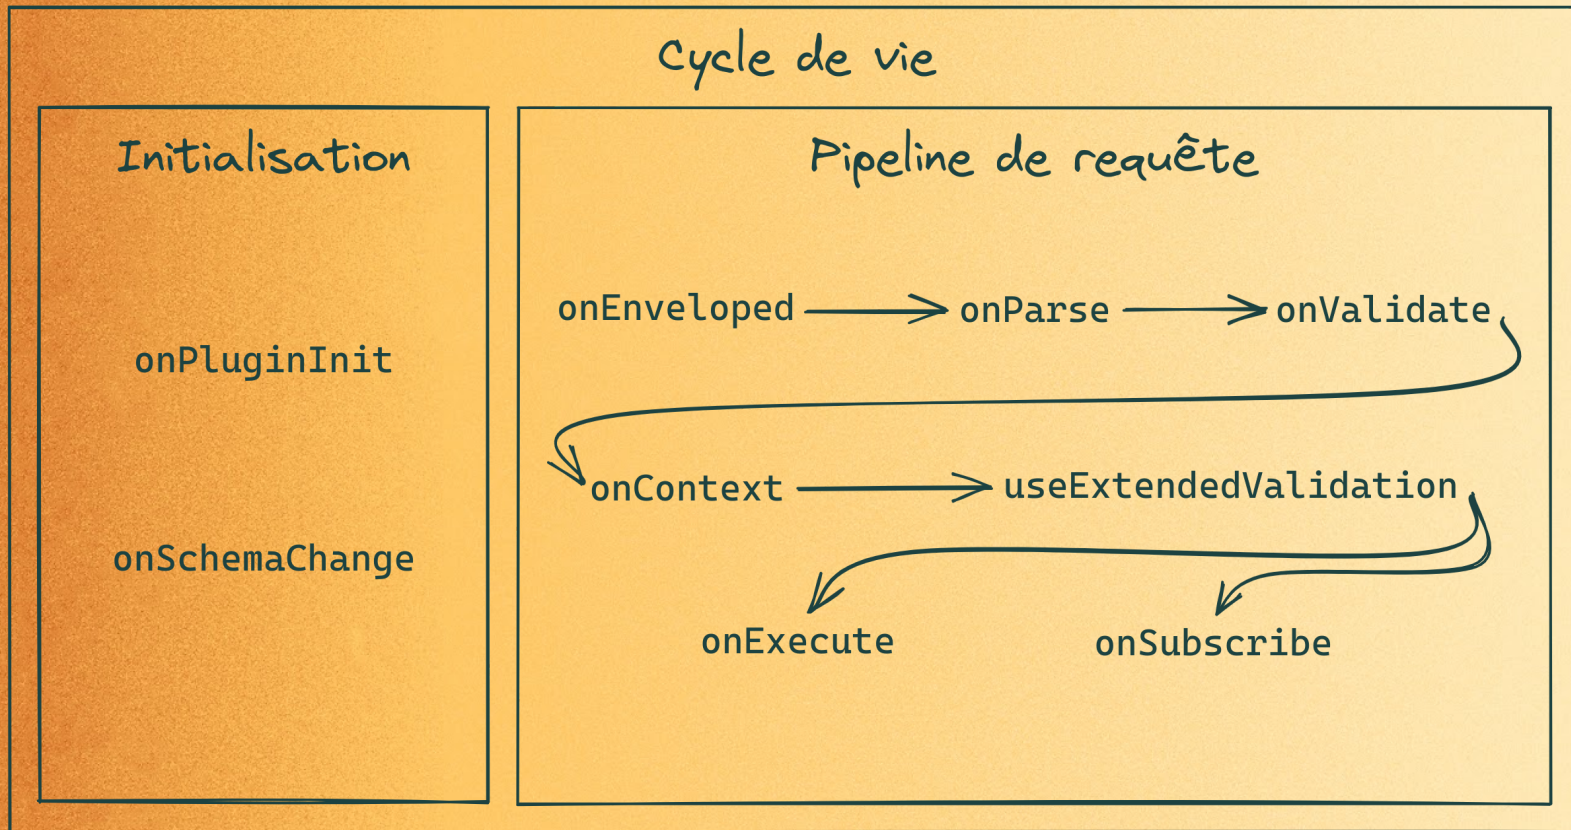 Cycle de vie
Initialisation
onPluginInit
onSchemaChange
Pipeline de requête
onEnveloped
onParse
onValidate
onContext
useExtendedValidation
onExecute
onSubscribe